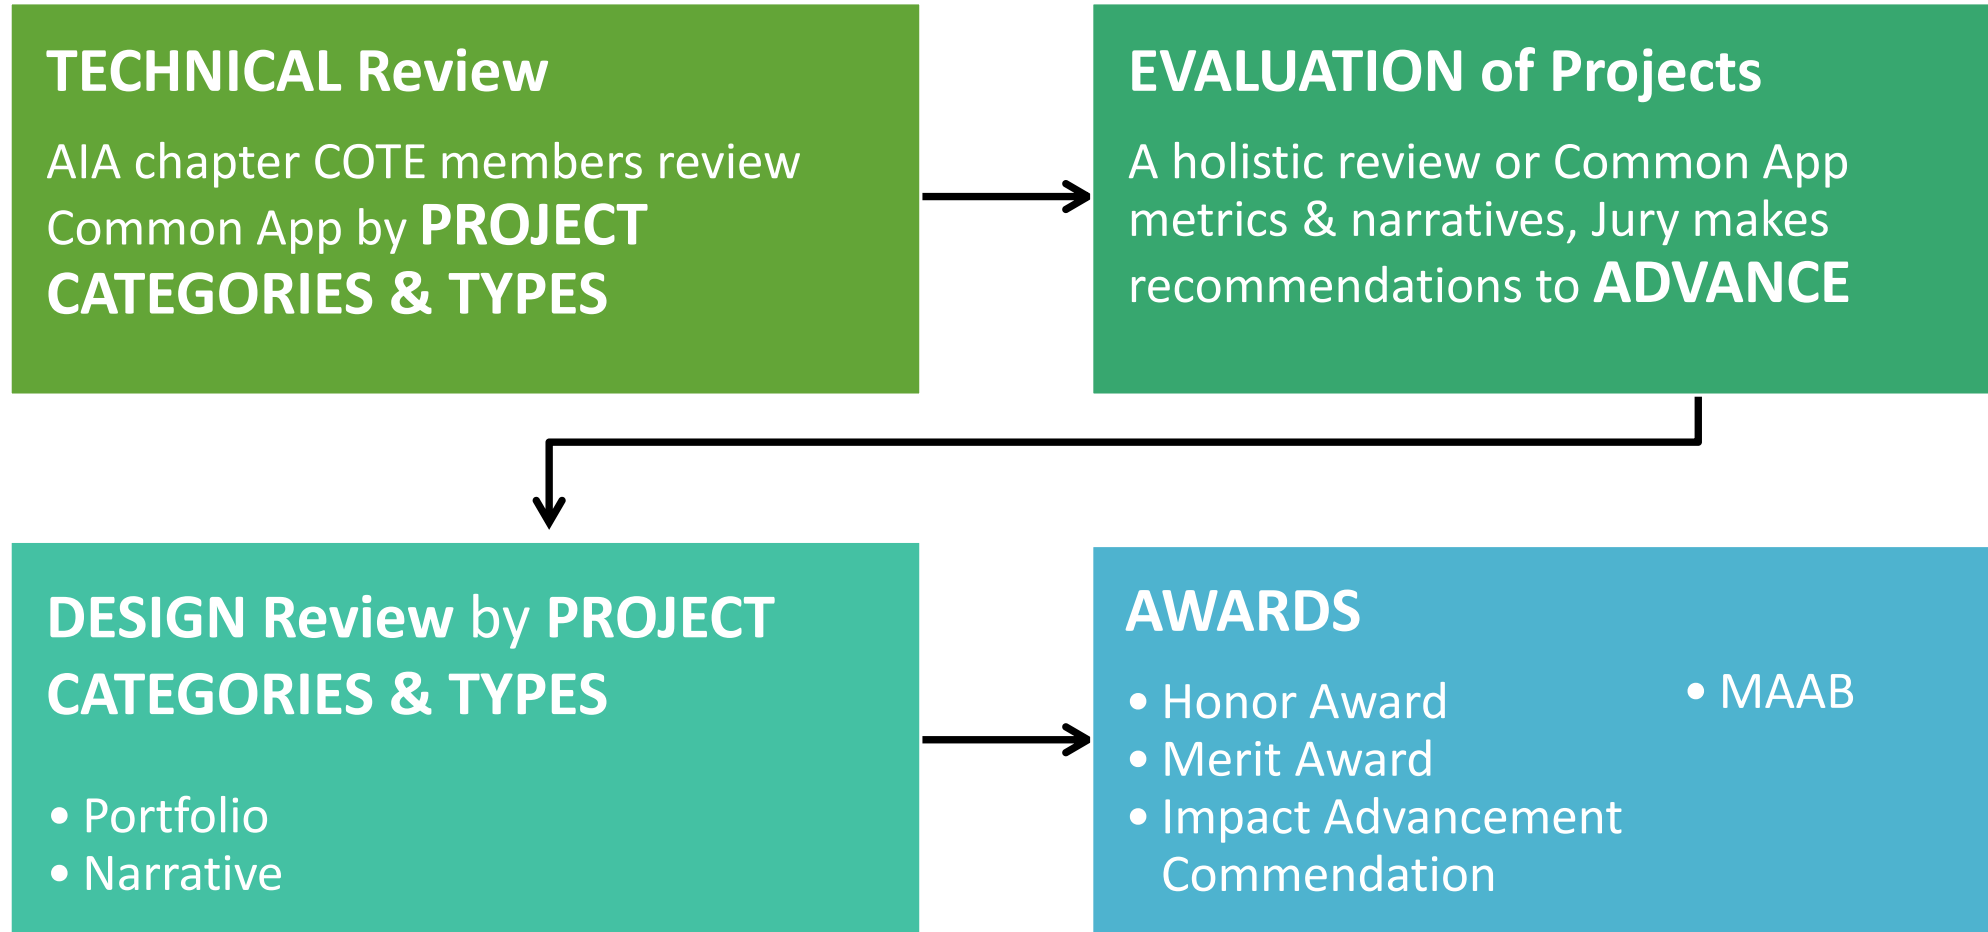 TECHNICAL Review
AIA chapter COTE members review
Common App by PROJECT
CATEGORIES & TYPES
EVALUATION of Projects
A holistic review or Common App
metrics & narratives, Jury makes
recommendations to ADVANCE
DESIGN Review by PROJECT
CATEGORIES & TYPES
• Portfolio
• Narrative
AWARDS
• Honor Award
• Merit Award
• Impact Advancement
Commendation
• MAAB